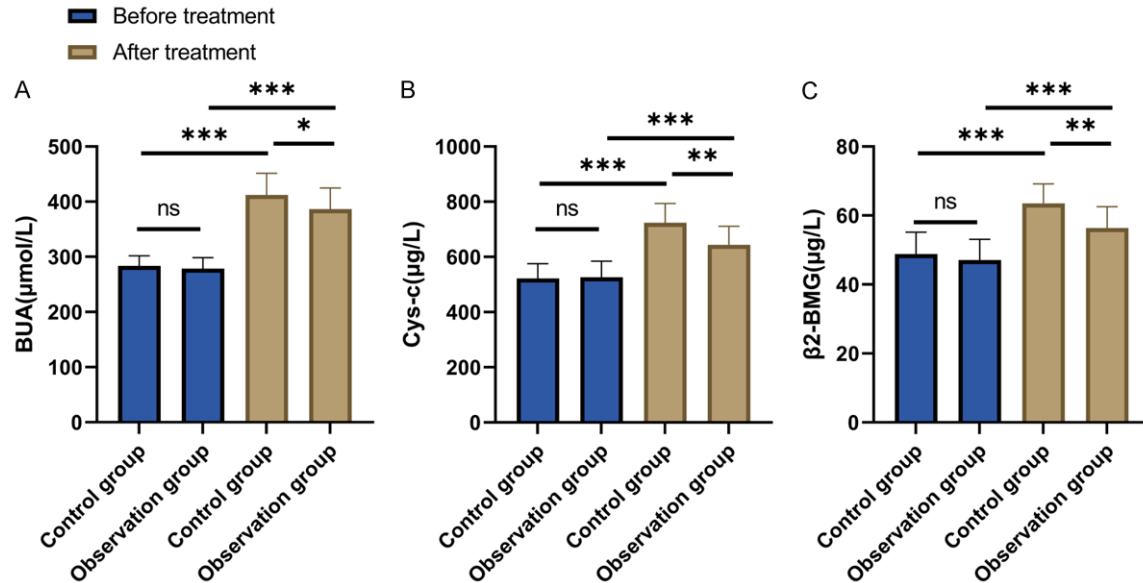 Before treatment
After treatment
A
***
***
*
ns
500
400
300
200
100
0
BUA(μmol/L)
Control group
Observation group
Control group
Observation group
B
***
***
**
ns
1000
800
600
400
200
0
Cys-c(μg/L)
Control group
Observation group
Control group
Observation group
C
***
***
**
ns
80
60
40
20
0
β2-BMG(μg/L)
Control group
Observation group
Control group
Observation group